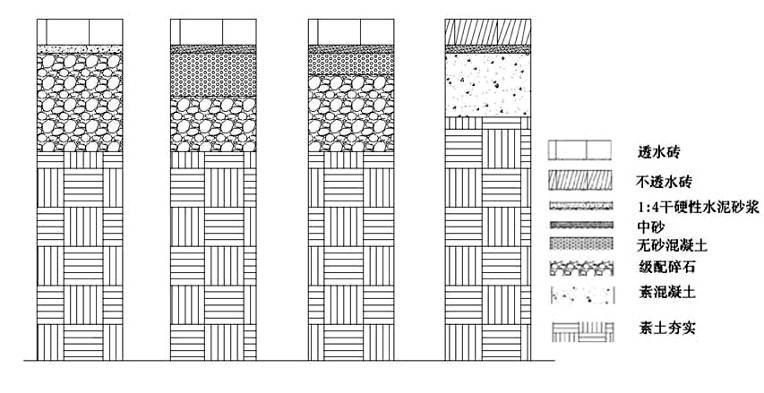 透水砖
不透水砖
1:4干硬性水泥砂浆
中砂
无砂混凝土
级配碎石
素混凝土
素土夯实